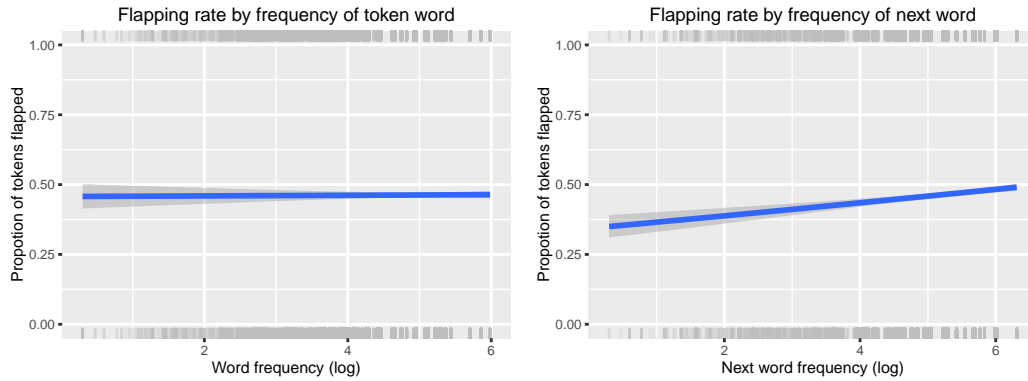 Flapping rate by frequency of token word
Propotion of tokens flapped
1.00
0.75
0.50
0.25
0.00
2 4 6
Word frequency (log)
Flapping rate by frequency of next word
Propotion of tokens flapped
1.00
0.75
0.50
0.25
0.00
2 4 6
Next word frequency (log)